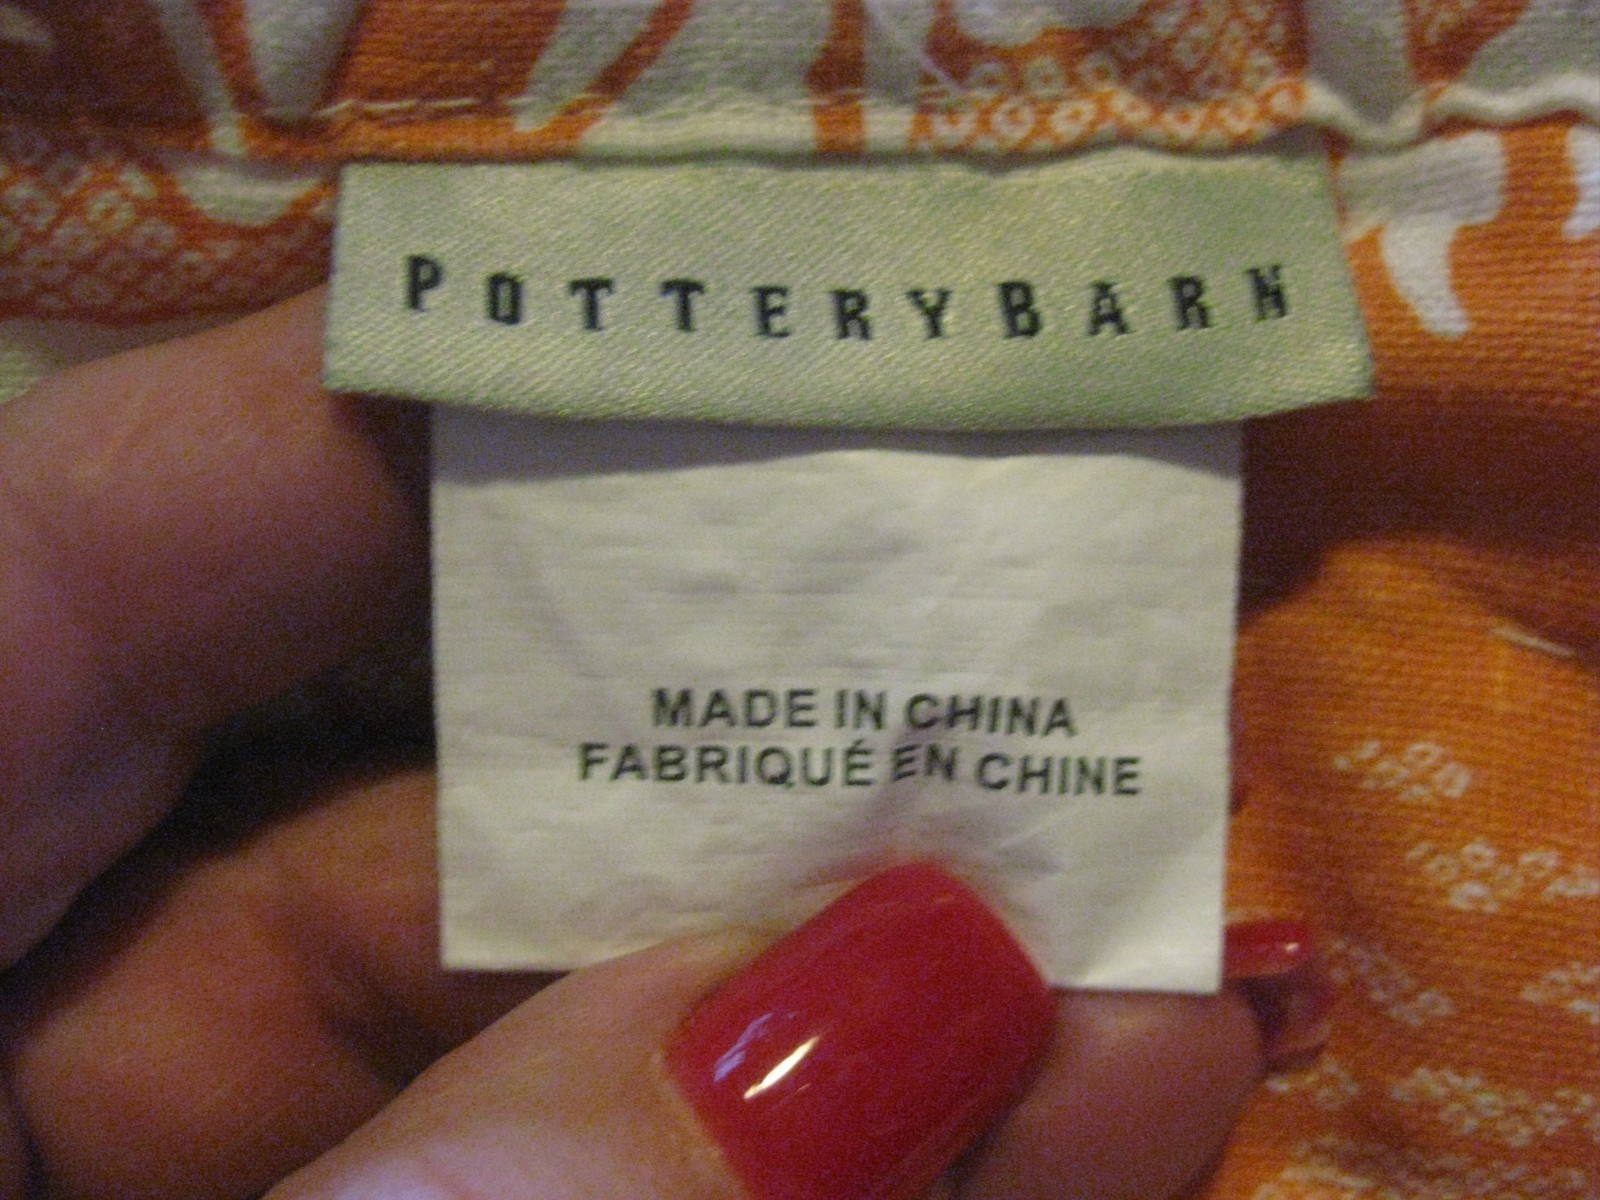 POTTERYBARN
MADE IN CHINA
FABRIQUÉ EN CHINE